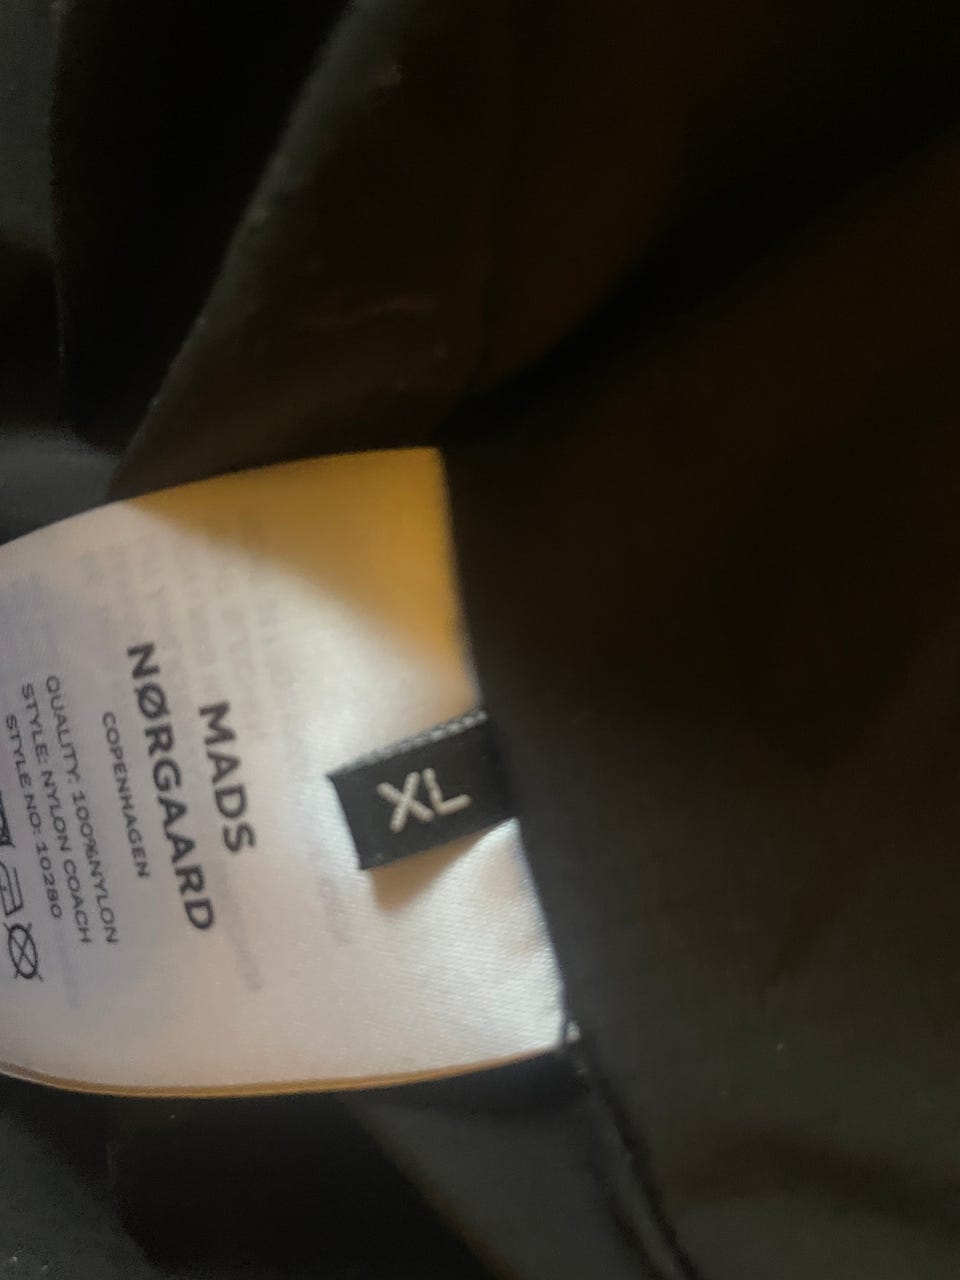 XL
MADS
NØRGAARD
COPENHAGEN
QUALITY: 100%NYLON
STYLE: NYLON COACH
STYLE NO: 10280